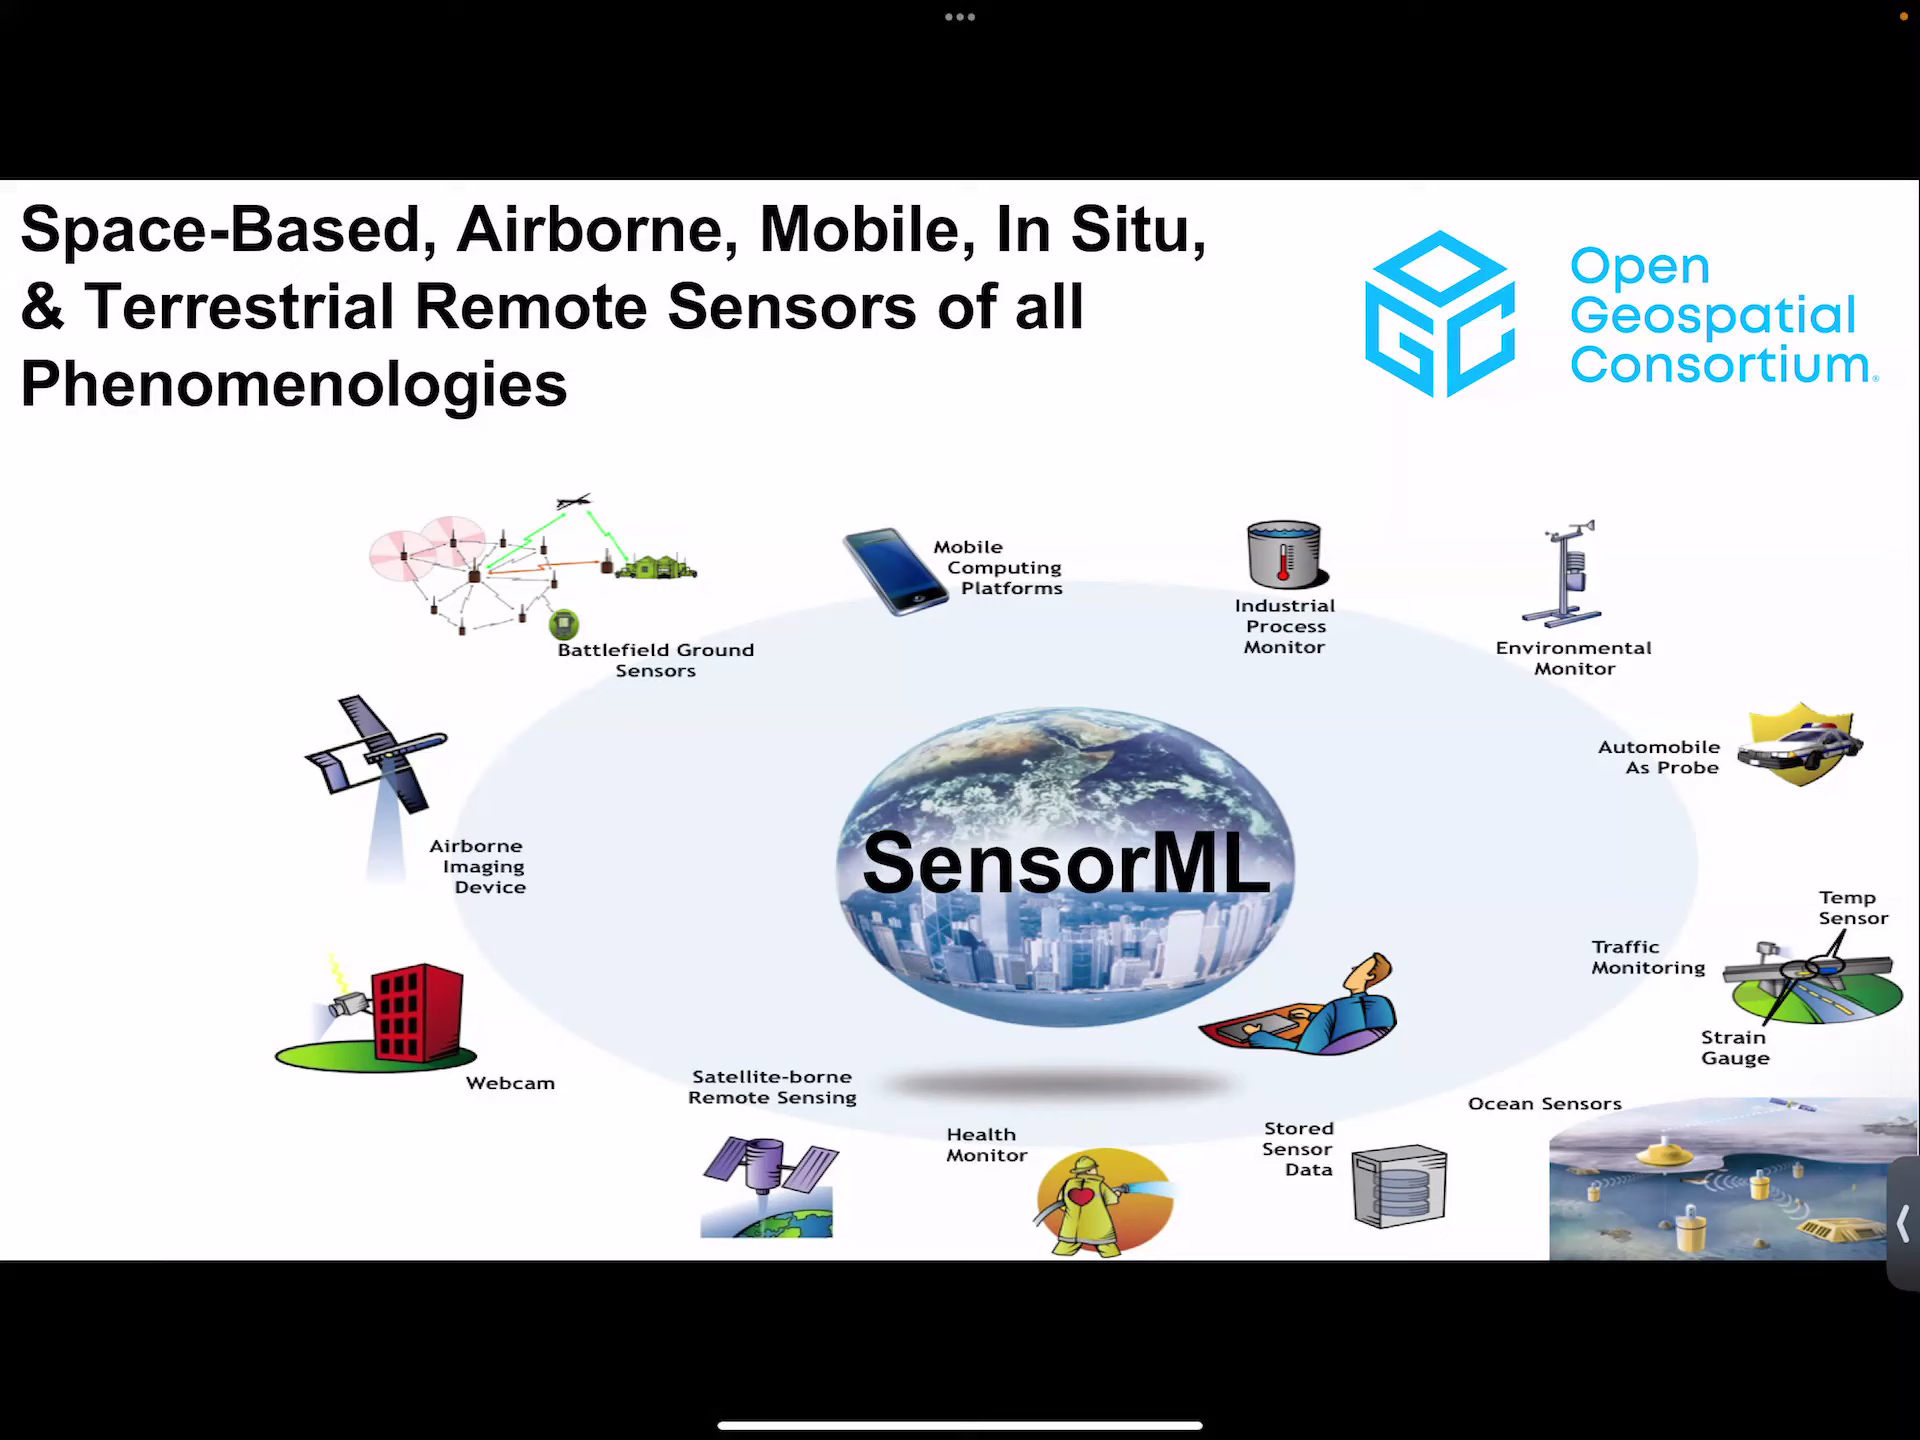 Space-Based, Airborne, Mobile, In Situ,
& Terrestrial Remote Sensors of all
Phenomenologies
OGC
Open
Geospatial
Consortium®
Battlefield Ground
Sensors
Mobile
Computing
Platforms
Industrial
Process
Monitor
Environmental
Monitor
Automobile
As Probe
Airborne
Imaging
Device
SensorML
Temp
Sensor
Traffic
Monitoring
Strain
Gauge
Webcam
Satellite-borne
Remote Sensing
Health
Monitor
Stored
Sensor
Data
Ocean Sensors